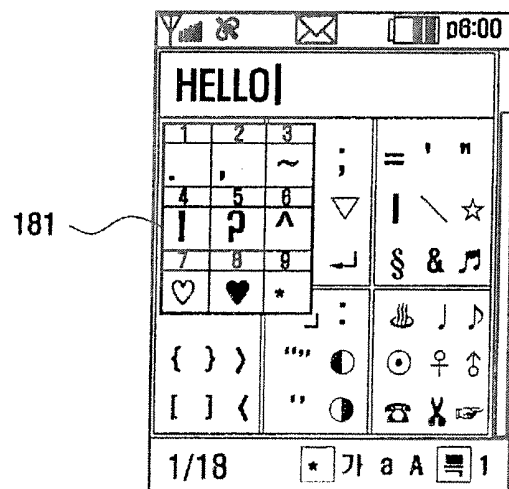 p6:00
HELLO
1 2 3
. , ~ ; = ' "
4 5 6
181
! ? ^ ▽ | \ ☆
7 8 9
♡ ♥ * ↵ § & ♬
」 : ♨ ♩ ♪
{ } 〉 “” ◐ ⊙ ♀ ♂
[ ] 〈 ‘’ ◑ ☎ ☞
1/18 * 가 a A 1